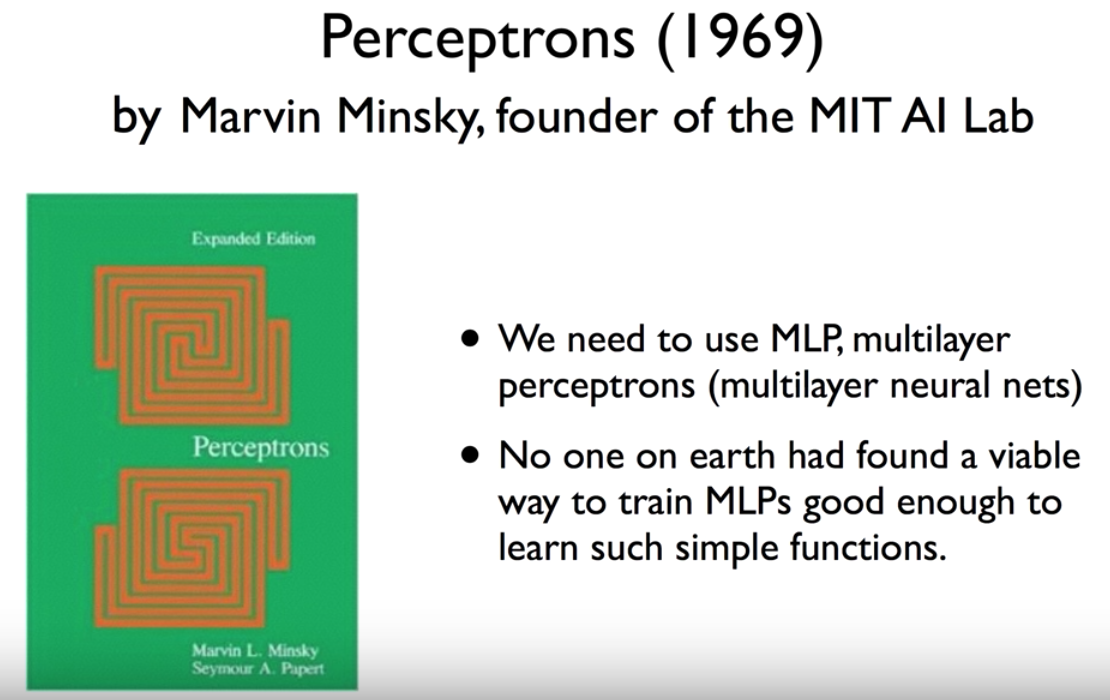 Perceptrons (1969)
by Marvin Minsky, founder of the MIT AI Lab
Expanded Edition
Perceptrons
Marvin L. Minsky
Seymour A. Papert
• We need to use MLP, multilayer
perceptrons (multilayer neural nets)
• No one on earth had found a viable
way to train MLPs good enough to
learn such simple functions.